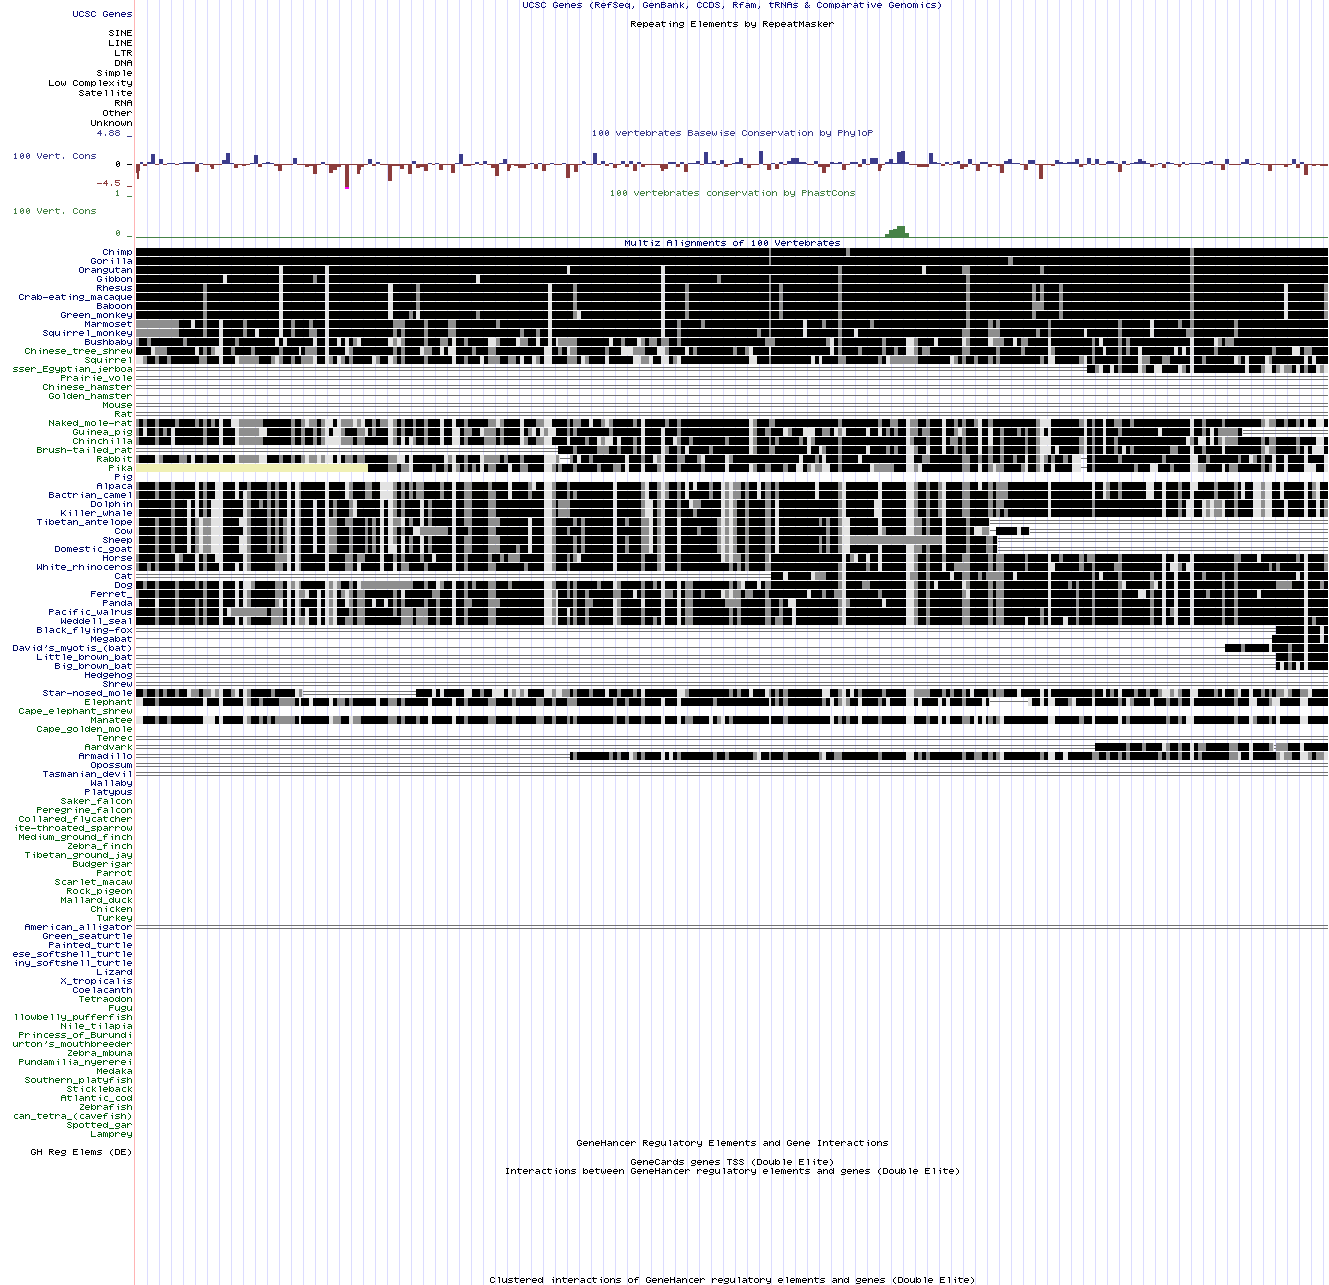 UCSC Genes (RefSeq, GenBank, CCDS, Rfam, tRNAs & Comparative Genomics)
UCSC Genes
Repeating Elements by RepeatMasker
SINE
LINE
LTR
DNA
Simple
Low Complexity
Satellite
RNA
Other
Unknown
100 vertebrates Basewise Conservation by PhyloP
4.88 _
100 Vert. Cons
0 _
-4.5 _
100 vertebrates conservation by PhastCons
1 _
100 Vert. Cons
0 _
Multiz Alignments of 100 Vertebrates
Chimp
Gorilla
Orangutan
Gibbon
Rhesus
Crab-eating_macaque
Baboon
Green_monkey
Marmoset
Squirrel_monkey
Bushbaby
Chinese_tree_shrew
Squirrel
sser_Egyptian_jerboa
Prairie_vole
Chinese_hamster
Golden_hamster
Mouse
Rat
Naked_mole-rat
Guinea_pig
Chinchilla
Brush-tailed_rat
Rabbit
Pika
Pig
Alpaca
Bactrian_camel
Dolphin
Killer_whale
Tibetan_antelope
Cow
Sheep
Domestic_goat
Horse
White_rhinoceros
Cat
Dog
Ferret_
Panda
Pacific_walrus
Weddell_seal
Black_flying-fox
Megabat
David's_myotis_(bat)
Little_brown_bat
Big_brown_bat
Hedgehog
Shrew
Star-nosed_mole
Elephant
Cape_elephant_shrew
Manatee
Cape_golden_mole
Tenrec
Aardvark
Armadillo
Opossum
Tasmanian_devil
Wallaby
Platypus
Saker_falcon
Peregrine_falcon
Collared_flycatcher
ite-throated_sparrow
Medium_ground_finch
Zebra_finch
Tibetan_ground_jay
Budgerigar
Parrot
Scarlet_macaw
Rock_pigeon
Mallard_duck
Chicken
Turkey
American_alligator
Green_seaturtle
Painted_turtle
ese_softshell_turtle
iny_softshell_turtle
Lizard
X_tropicalis
Coelacanth
Tetraodon
Fugu
llowbelly_pufferfish
Nile_tilapia
Princess_of_Burundi
urton's_mouthbreeder
Zebra_mbuna
Pundamilia_nyererei
Medaka
Southern_platyfish
Stickleback
Atlantic_cod
Zebrafish
can_tetra_(cavefish)
Spotted_gar
Lamprey
GeneHancer Regulatory Elements and Gene Interactions
GH Reg Elems (DE)
GeneCards genes TSS (Double Elite)
Interactions between GeneHancer regulatory elements and genes (Double Elite)
Clustered interactions of GeneHancer regulatory elements and genes (Double Elite)